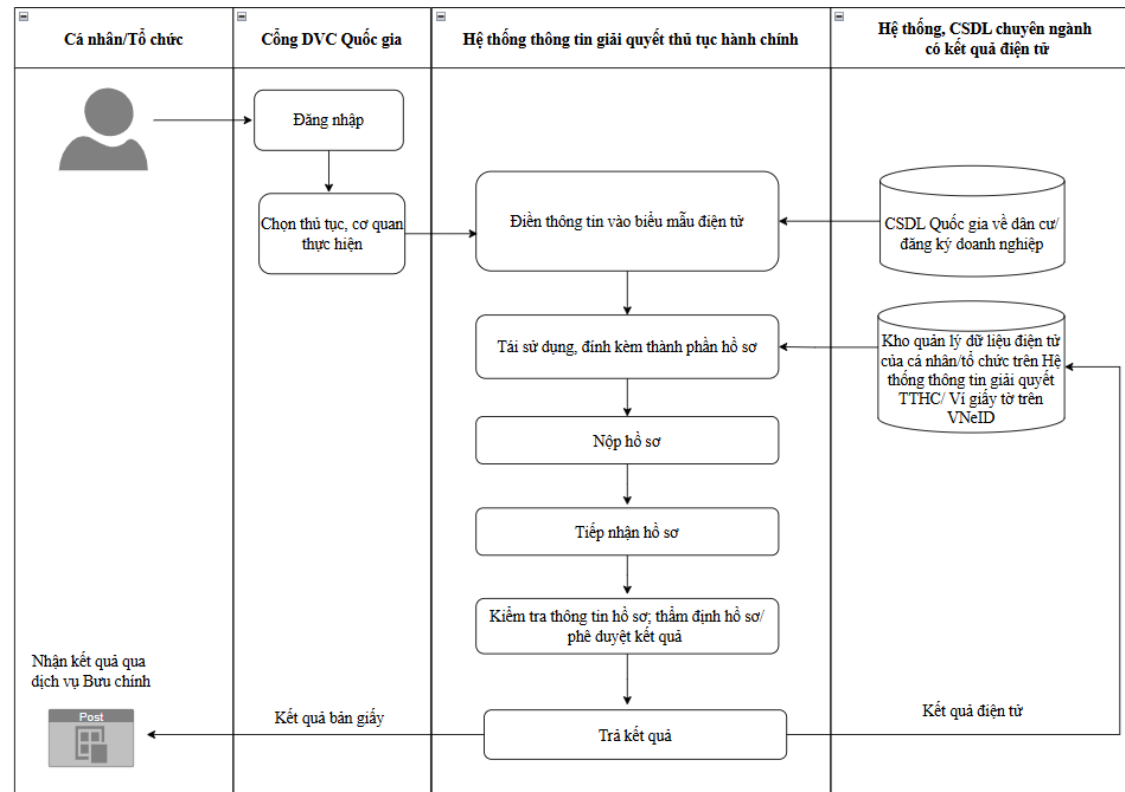 Cá nhân/Tổ chức
Cổng DVC Quốc gia
Hệ thống thông tin giải quyết thủ tục hành chính
Hệ thống, CSDL chuyên ngành
có kết quả điện tử
Đăng nhập
Chọn thủ tục, cơ quan
thực hiện
Điền thông tin vào biểu mẫu điện tử
CSDL Quốc gia về dân cư/
đăng ký doanh nghiệp
Tái sử dụng, đính kèm thành phần hồ sơ
Kho quản lý dữ liệu điện tử
của cá nhân/tổ chức trên Hệ
thống thông tin giải quyết
TTHC/ Ví giấy tờ trên
VNeID
Nộp hồ sơ
Tiếp nhận hồ sơ
Kiểm tra thông tin hồ sơ; thẩm định hồ sơ/
phê duyệt kết quả
Nhận kết quả qua
dịch vụ Bưu chính
Post
Kết quả bản giấy
Trả kết quả
Kết quả điện tử